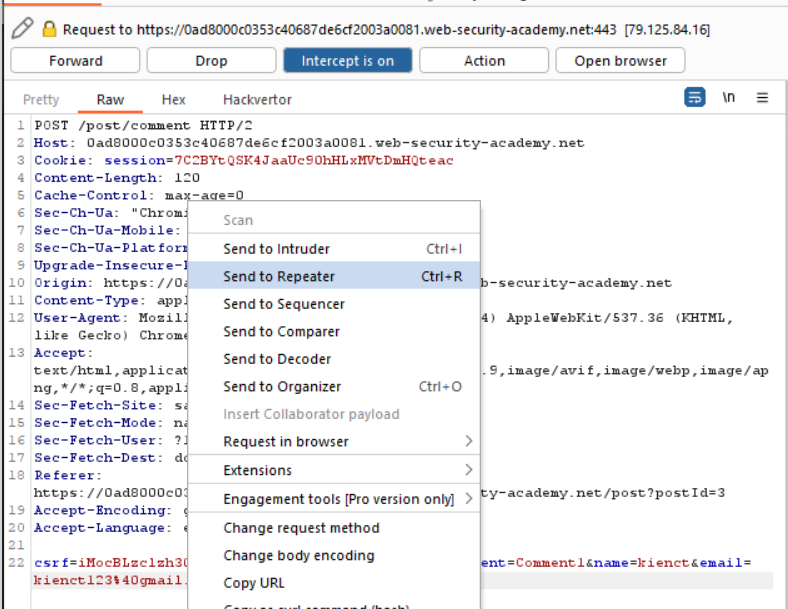 Request to https://0ad8000c0353c40687de6cf2003a0081.web-security-academy.net:443 [79.125.84.16]
Forward Drop Intercept is on Action Open browser
Pretty Raw Hex Hackvertor \n
1 POST /post/comment HTTP/2
2 Host: 0ad8000c0353c40687de6cf2003a0081.web-security-academy.net
3 Cookie: session=7C2BYtQSK4JaaUc90hHLxMVtDmHQteac
4 Content-Length: 120
5 Cache-Control: max-age=0
6 Sec-Ch-Ua: "Chromi
7 Sec-Ch-Ua-Mobile:
8 Sec-Ch-Ua-Platform
9 Upgrade-Insecure-R
10 Origin: https://0a b-security-academy.net
11 Content-Type: appl
12 User-Agent: Mozill 4) AppleWebKit/537.36 (KHTML,
like Gecko) Chrome
13 Accept:
text/html,applicat .9,image/avif,image/webp,image/ap
ng,*/*;q=0.8,appli
14 Sec-Fetch-Site: sa
15 Sec-Fetch-Mode: na
16 Sec-Fetch-User: ?1
17 Sec-Fetch-Dest: do
18 Referer:
https://0ad8000c03 ty-academy.net/post?postId=3
19 Accept-Encoding: g
20 Accept-Language: e
21
22 csrf=iMocBLzclzh30 ent=Comment1&name=kienct&email=
kienct123%40gmail.
Scan
Send to Intruder Ctrl+I
Send to Repeater Ctrl+R
Send to Sequencer
Send to Comparer
Send to Decoder
Send to Organizer Ctrl+O
Insert Collaborator payload
Request in browser
Extensions
Engagement tools [Pro version only]
Change request method
Change body encoding
Copy URL
Copy as curl command (bash)